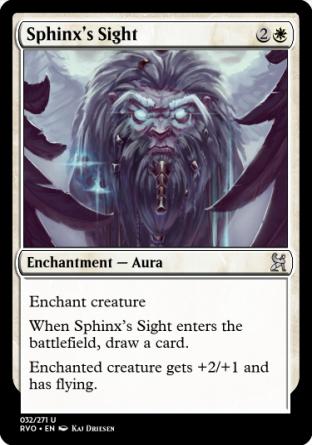 Sphinx's Sight 2
Enchantment — Aura
Enchant creature
When Sphinx's Sight enters the
battlefield, draw a card.
Enchanted creature gets +2/+1 and
has flying.
032/271 U
RVO • EN Kaj Driesen